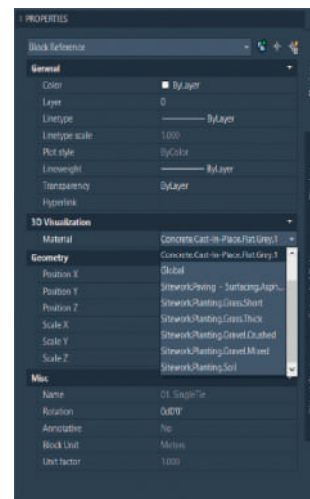 PROPERTIES
Block Reference
General
Color ByLayer
Layer 0
Linetype ByLayer
Linetype scale 1.000
Plot style ByColor
Lineweight ByLayer
Transparency ByLayer
Hyperlink
3D Visualization
Material Concrete.Cast-In-Place.Flat.Grey.1
Geometry Concrete.Cast-In-Place.Flat.Grey.1
Position X Global
Position Y Sitework.Paving - Surfacing.Asph...
Position Z Sitework.Planting.Grass.Short
Scale X Sitework.Planting.Grass.Thick
Scale Y Sitework.Planting.Gravel.Crushed
Scale Z Sitework.Planting.Gravel.Mixed
Misc Sitework.Planting.Soil
Name 01. SingleTie
Rotation 0d0'0"
Annotative No
Block Unit Meters
Unit factor 1.000